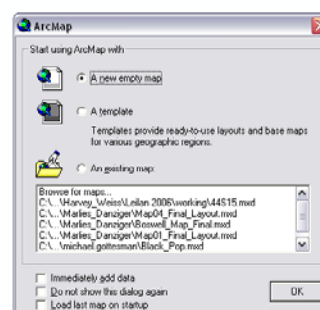 ArcMap
Start using ArcMap with
A new empty map
A template
Templates provide ready-to-use layouts and base maps
for various geographic regions.
An existing map:
Browse for maps...
C:\...\Harvey_Weiss\Leilan 2006\working\44S15.mxd
C:\...\Marlies_Danziger\Map04_Final_Layout.mxd
C:\...\Marlies_Danziger\Boswell_Map_Final.mxd
C:\...\Marlies_Danziger\Map01_Final_Layout.mxd
C:\...\michael.gottesman\Black_Pop.mxd
Immediately add data
Do not show this dialog again
OK
Load last map on startup